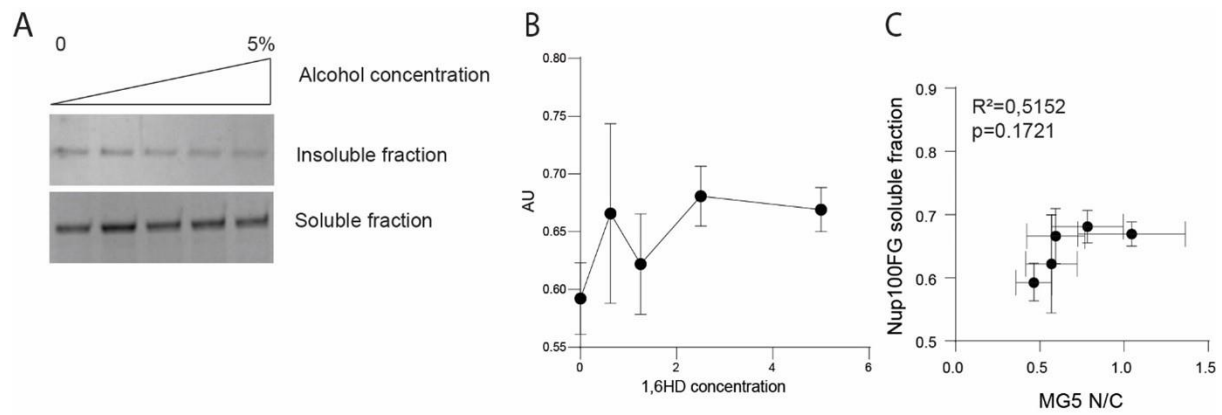 A
0
5%
Alcohol concentration
Insoluble fraction
Soluble fraction
B
0.80
0.75
0.70
AU
0.65
0.60
0.55
0
2
4
6
1,6HD concentration
C
0.9
R²=0,5152
p=0.1721
0.8
Nup100FG soluble fraction
0.7
0.6
0.5
0.0
0.5
1.0
1.5
MG5 N/C